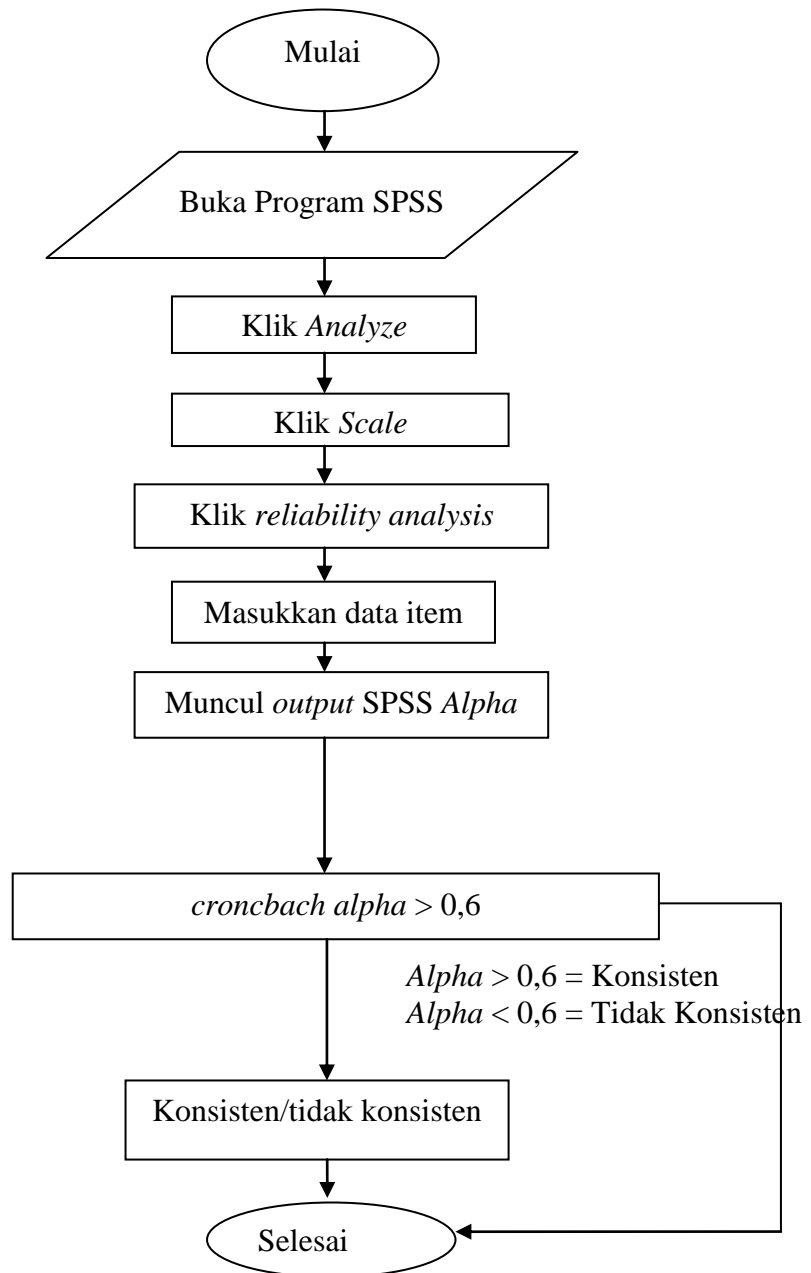 Mulai
Buka Program SPSS
Klik Analyze
Klik Scale
Klik reliability analysis
Masukkan data item
Muncul output SPSS Alpha
croncbach alpha > 0,6
Alpha > 0,6 = Konsisten
Alpha < 0,6 = Tidak Konsisten
Konsisten/tidak konsisten
Selesai